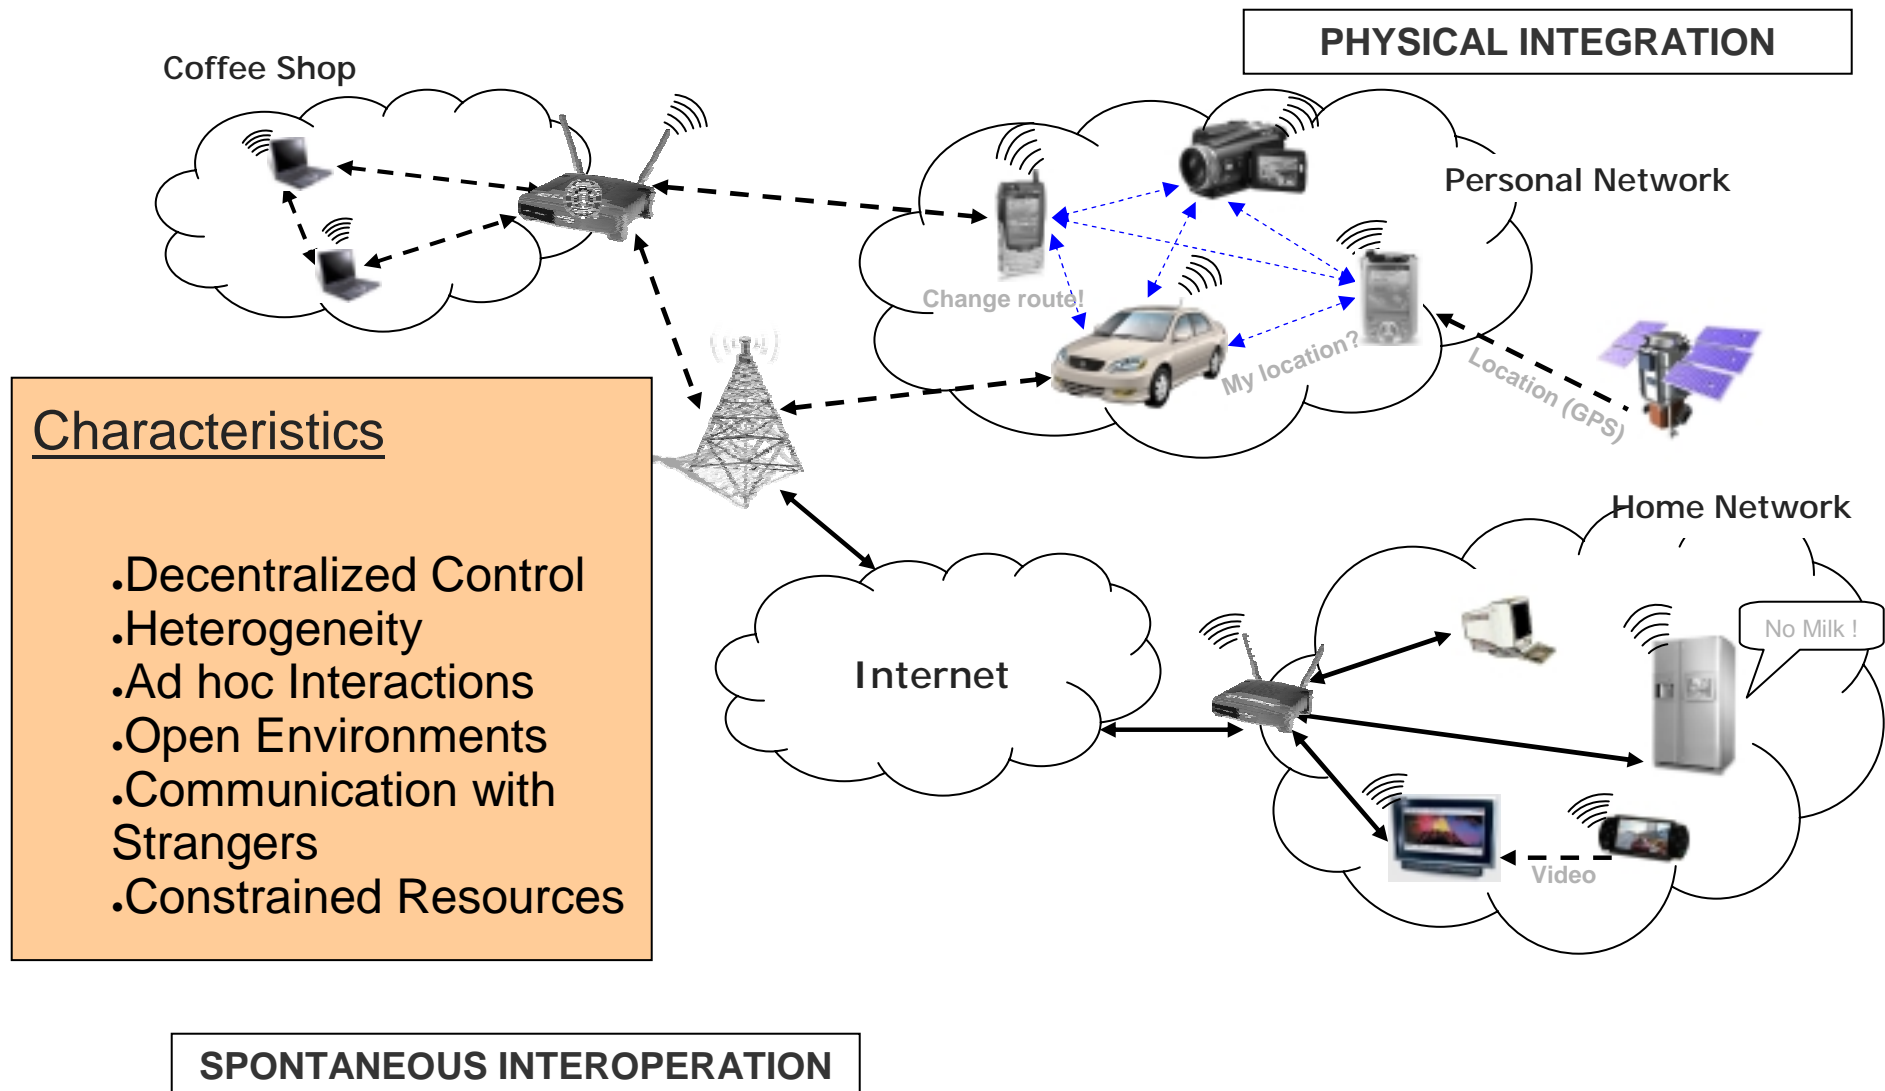 PHYSICAL INTEGRATION
Coffee Shop
Personal Network
Change route!
My location?
Location (GPS)
Characteristics
.Decentralized Control
.Heterogeneity
.Ad hoc Interactions
.Open Environments
.Communication with
Strangers
.Constrained Resources
Home Network
No Milk !
Internet
Video
SPONTANEOUS INTEROPERATION